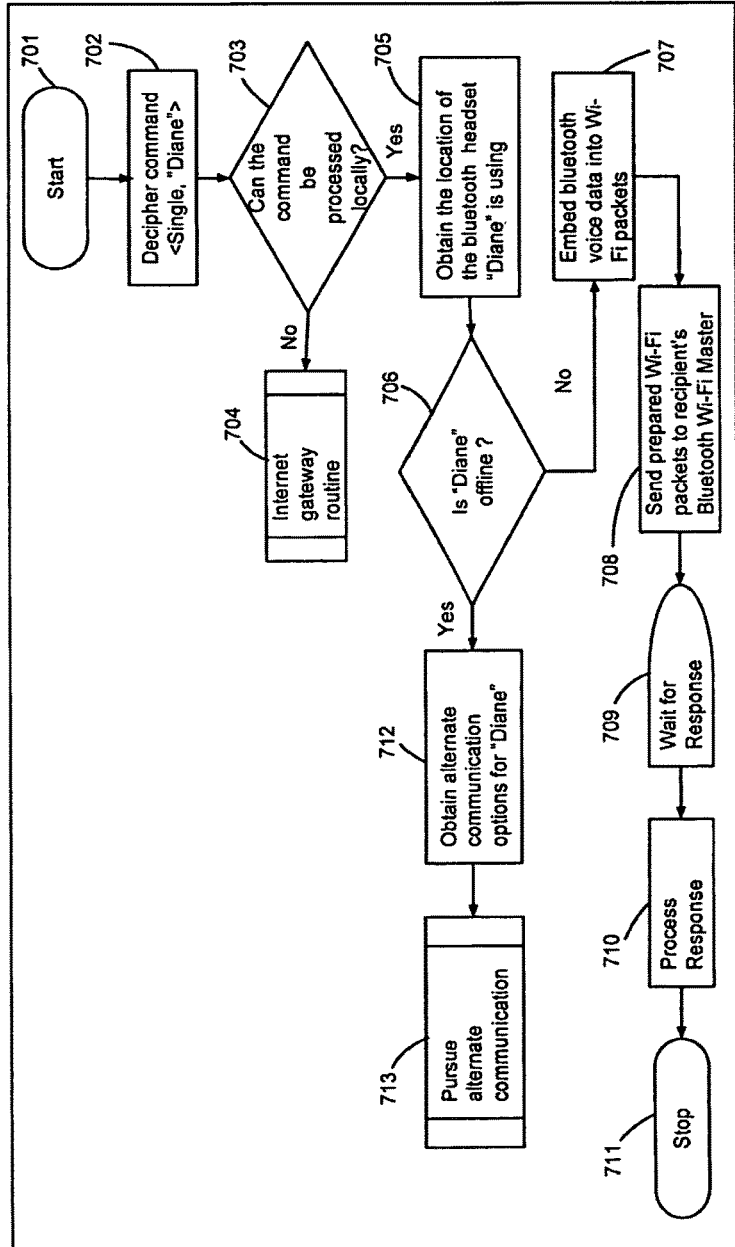 701
Start
702
Decipher command
<Single, "Diane">
703
Can the
command
be
processed
locally?
No
704
Internet
gateway
routine
Yes
705
Obtain the location of
the bluetooth headset
"Diane" is using
706
Is "Diane"
offline ?
No
707
Embed bluetooth
voice data into Wi-
Fi packets
708
Send prepared Wi-Fi
packets to recipient's
Bluetooth Wi-Fi Master
709
Wait for
Response
710
Process
Response
711
Stop
Yes
712
Obtain alternate
communication
options for "Diane"
713
Pursue
alternate
communication